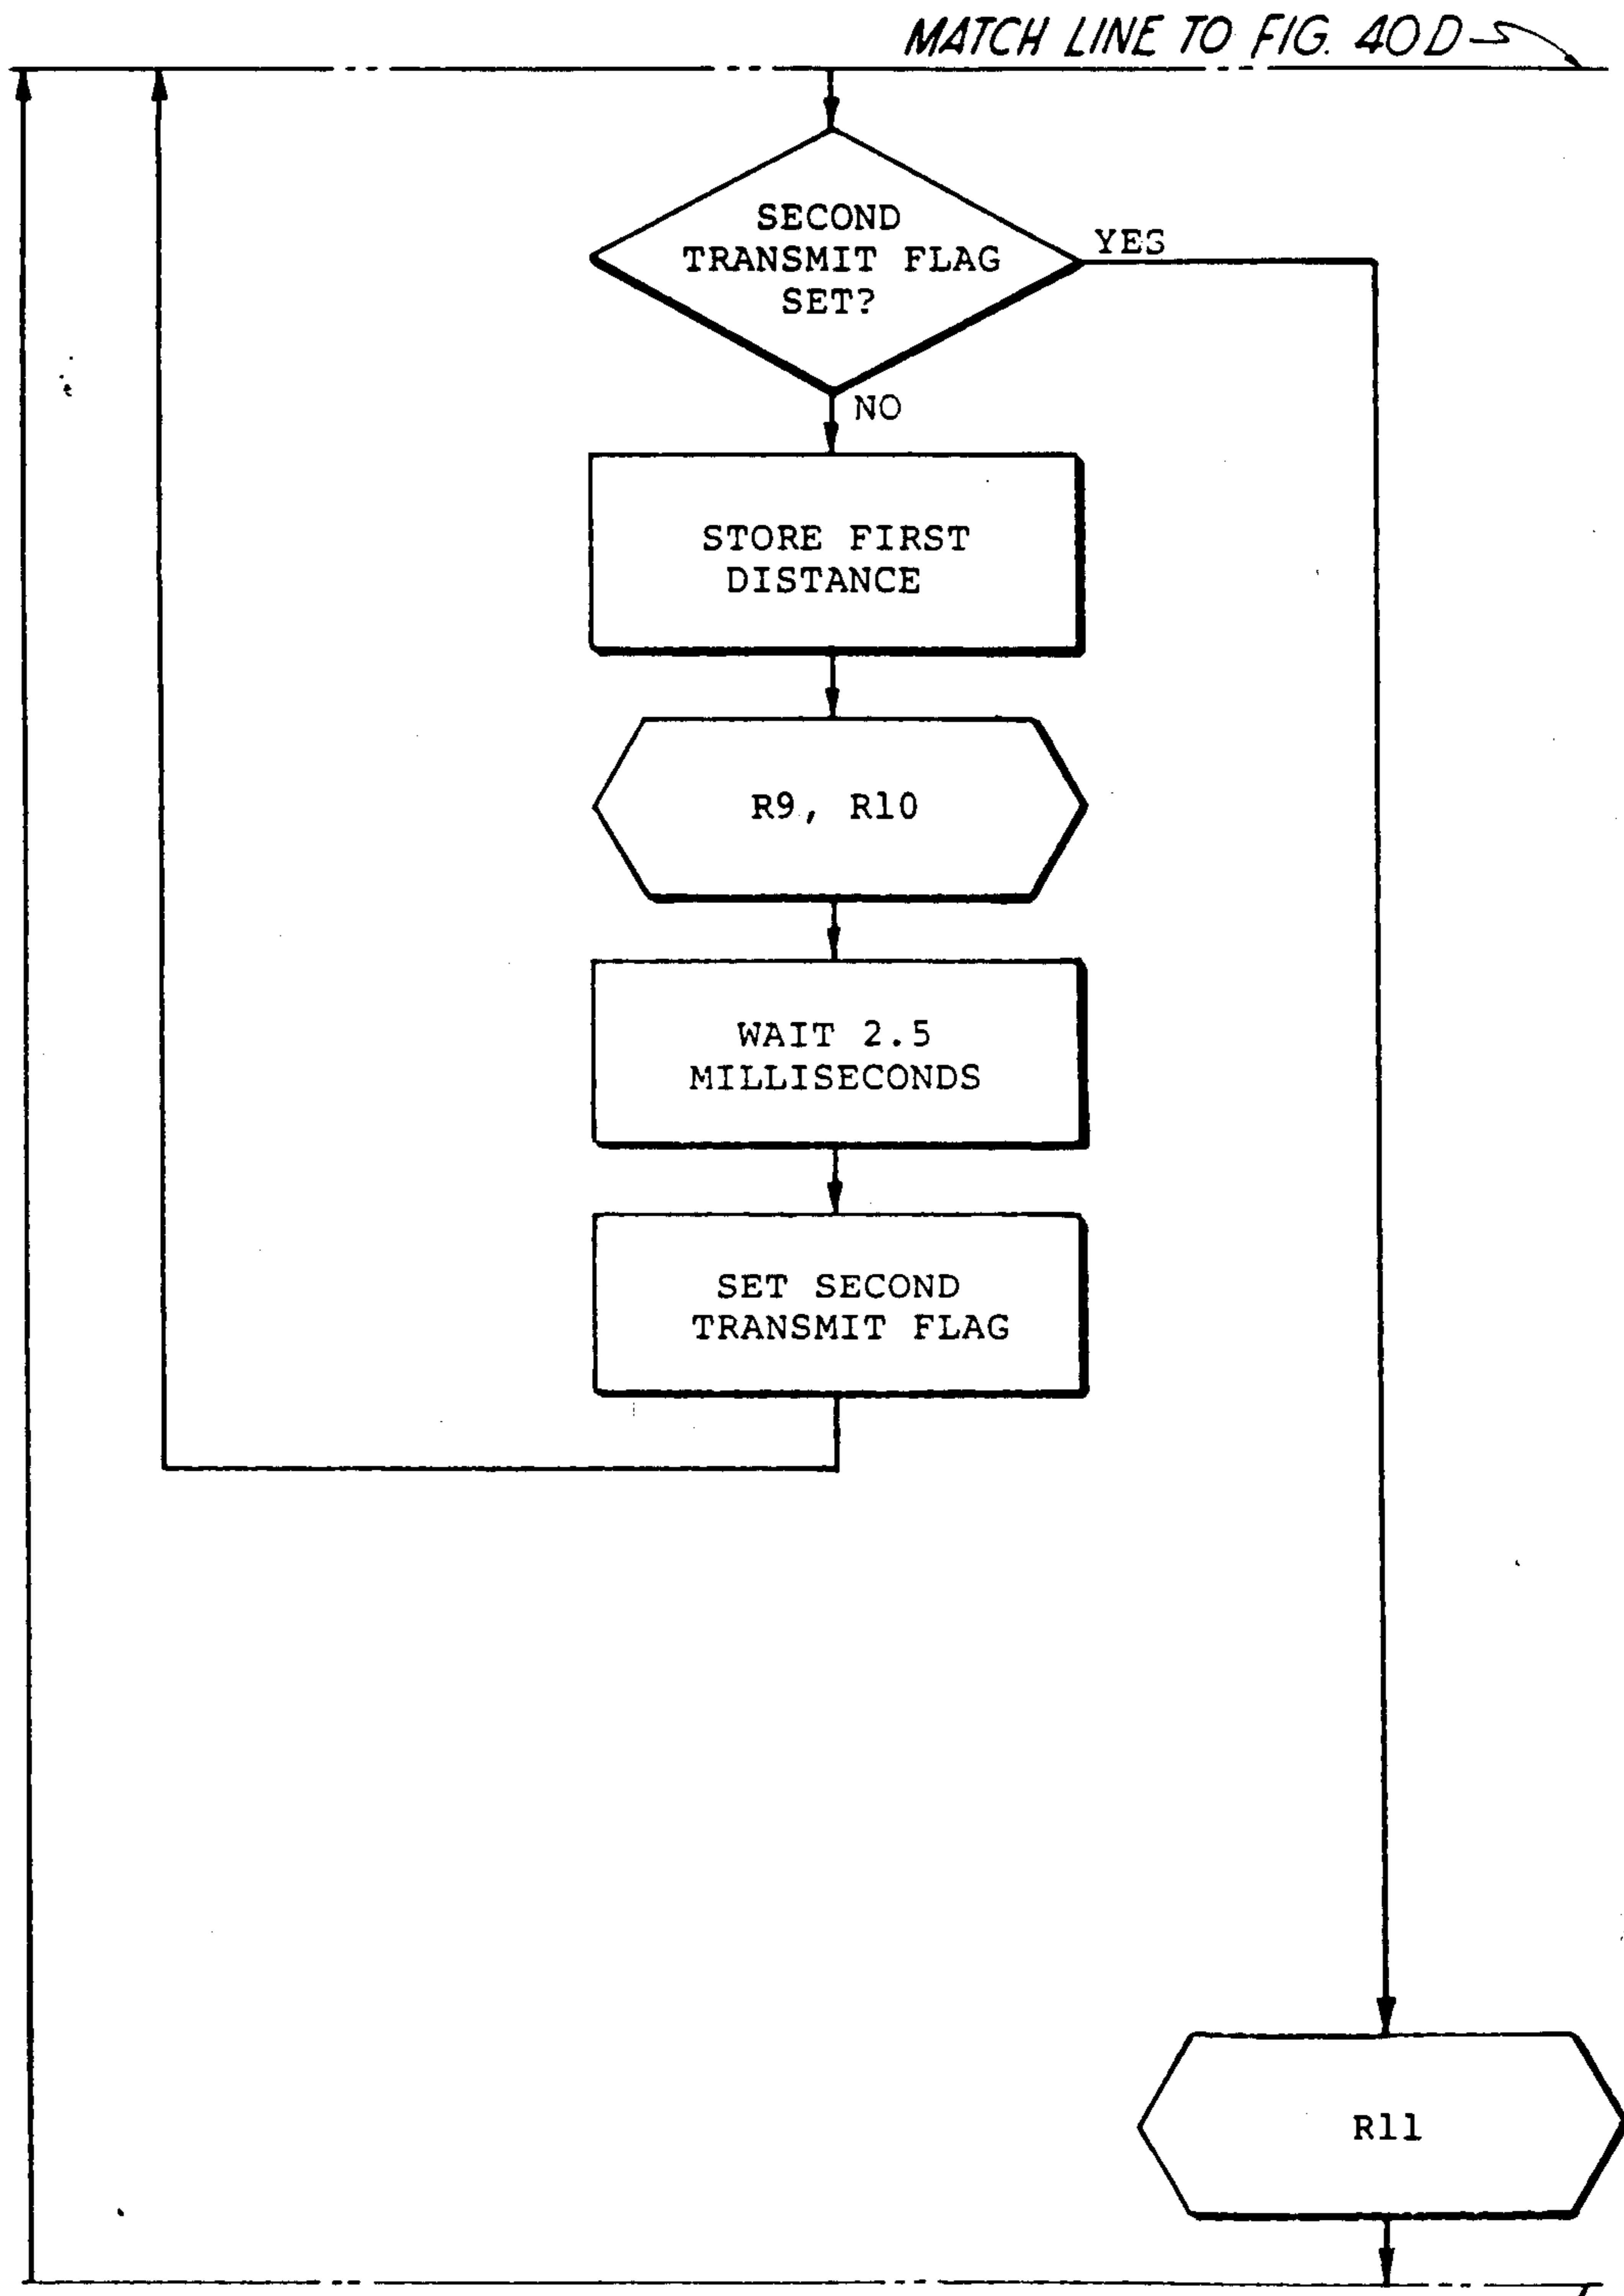 MATCH LINE TO FIG. 40D
SECOND
TRANSMIT FLAG
SET?
YES
NO
STORE FIRST
DISTANCE
R9, R10
WAIT 2.5
MILLISECONDS
SET SECOND
TRANSMIT FLAG
R11